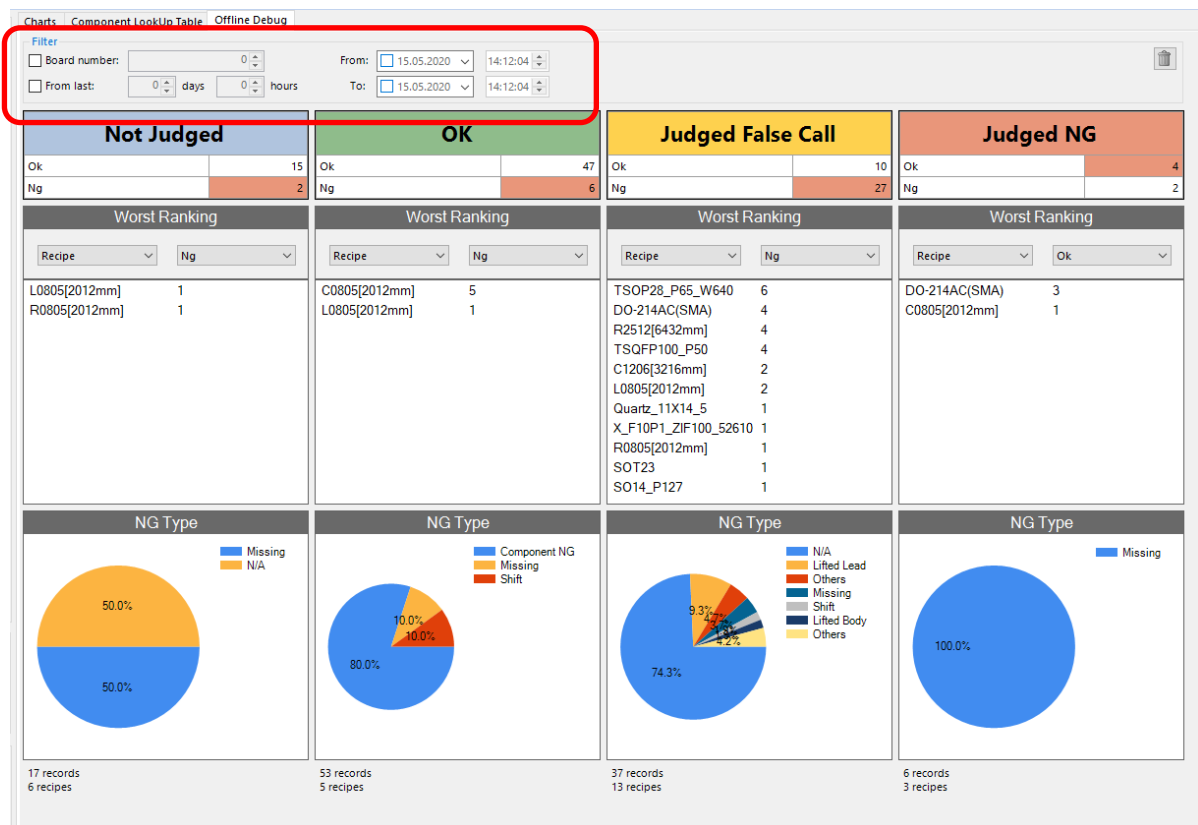 Charts Component LookUp Table Offline Debug
Filter
Board number: 0 From: 15.05.2020 14:12:04
From last: 0 days 0 hours To: 15.05.2020 14:12:04
Not Judged
Ok 15
Ng 2
Worst Ranking
Recipe Ng
L0805[2012mm] 1
R0805[2012mm] 1
NG Type
Missing
N/A
50.0%
50.0%
17 records
6 recipes
OK
Ok 47
Ng 6
Worst Ranking
Recipe Ng
C0805[2012mm] 5
L0805[2012mm] 1
NG Type
Component NG
Missing
Shift
10.0%
10.0%
80.0%
53 records
5 recipes
Judged False Call
Ok 10
Ng 27
Worst Ranking
Recipe Ng
TSOP28_P65_W640 6
DO-214AC(SMA) 4
R2512[6432mm] 4
TSQFP100_P50 4
C1206[3216mm] 2
L0805[2012mm] 2
Quartz_11X14_5 1
X_F10P1_ZIF100_52610 1
R0805[2012mm] 1
SOT23 1
SO14_P127 1
NG Type
N/A
Lifted Lead
Others
Missing
Shift
Lifted Body
Others
9.3%
4.2%
74.3%
37 records
13 recipes
Judged NG
Ok 4
Ng 2
Worst Ranking
Recipe Ok
DO-214AC(SMA) 3
C0805[2012mm] 1
NG Type
Missing
100.0%
6 records
3 recipes